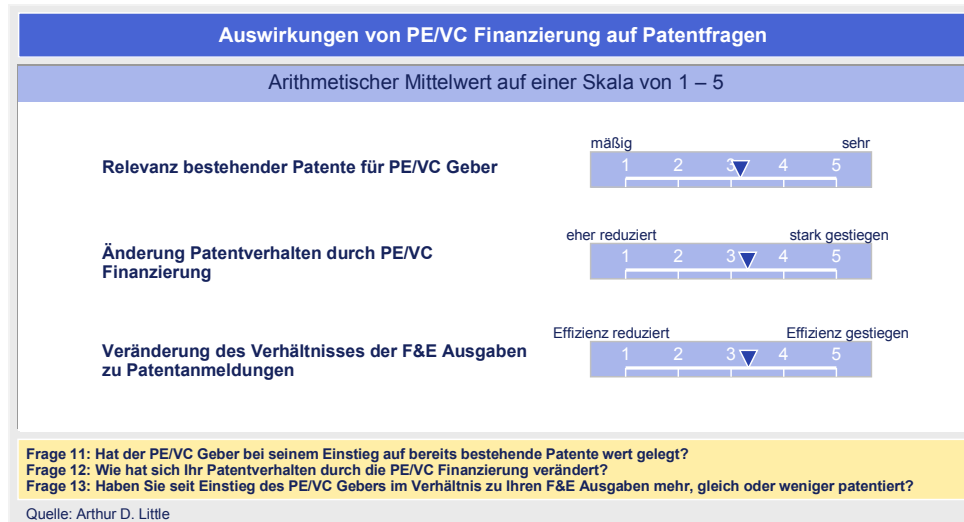 Auswirkungen von PE/VC Finanzierung auf Patentfragen
Arithmetischer Mittelwert auf einer Skala von 1 – 5
mäßig sehr
Relevanz bestehender Patente für PE/VC Geber
1 2 3 4 5
eher reduziert stark gestiegen
Änderung Patentverhalten durch PE/VC
Finanzierung
1 2 3 4 5
Effizienz reduziert Effizienz gestiegen
Veränderung des Verhältnisses der F&E Ausgaben
zu Patentanmeldungen
1 2 3 4 5
Frage 11: Hat der PE/VC Geber bei seinem Einstieg auf bereits bestehende Patente wert gelegt?
Frage 12: Wie hat sich Ihr Patentverhalten durch die PE/VC Finanzierung verändert?
Frage 13: Haben Sie seit Einstieg des PE/VC Gebers im Verhältnis zu Ihren F&E Ausgaben mehr, gleich oder weniger patentiert?
Quelle: Arthur D. Little